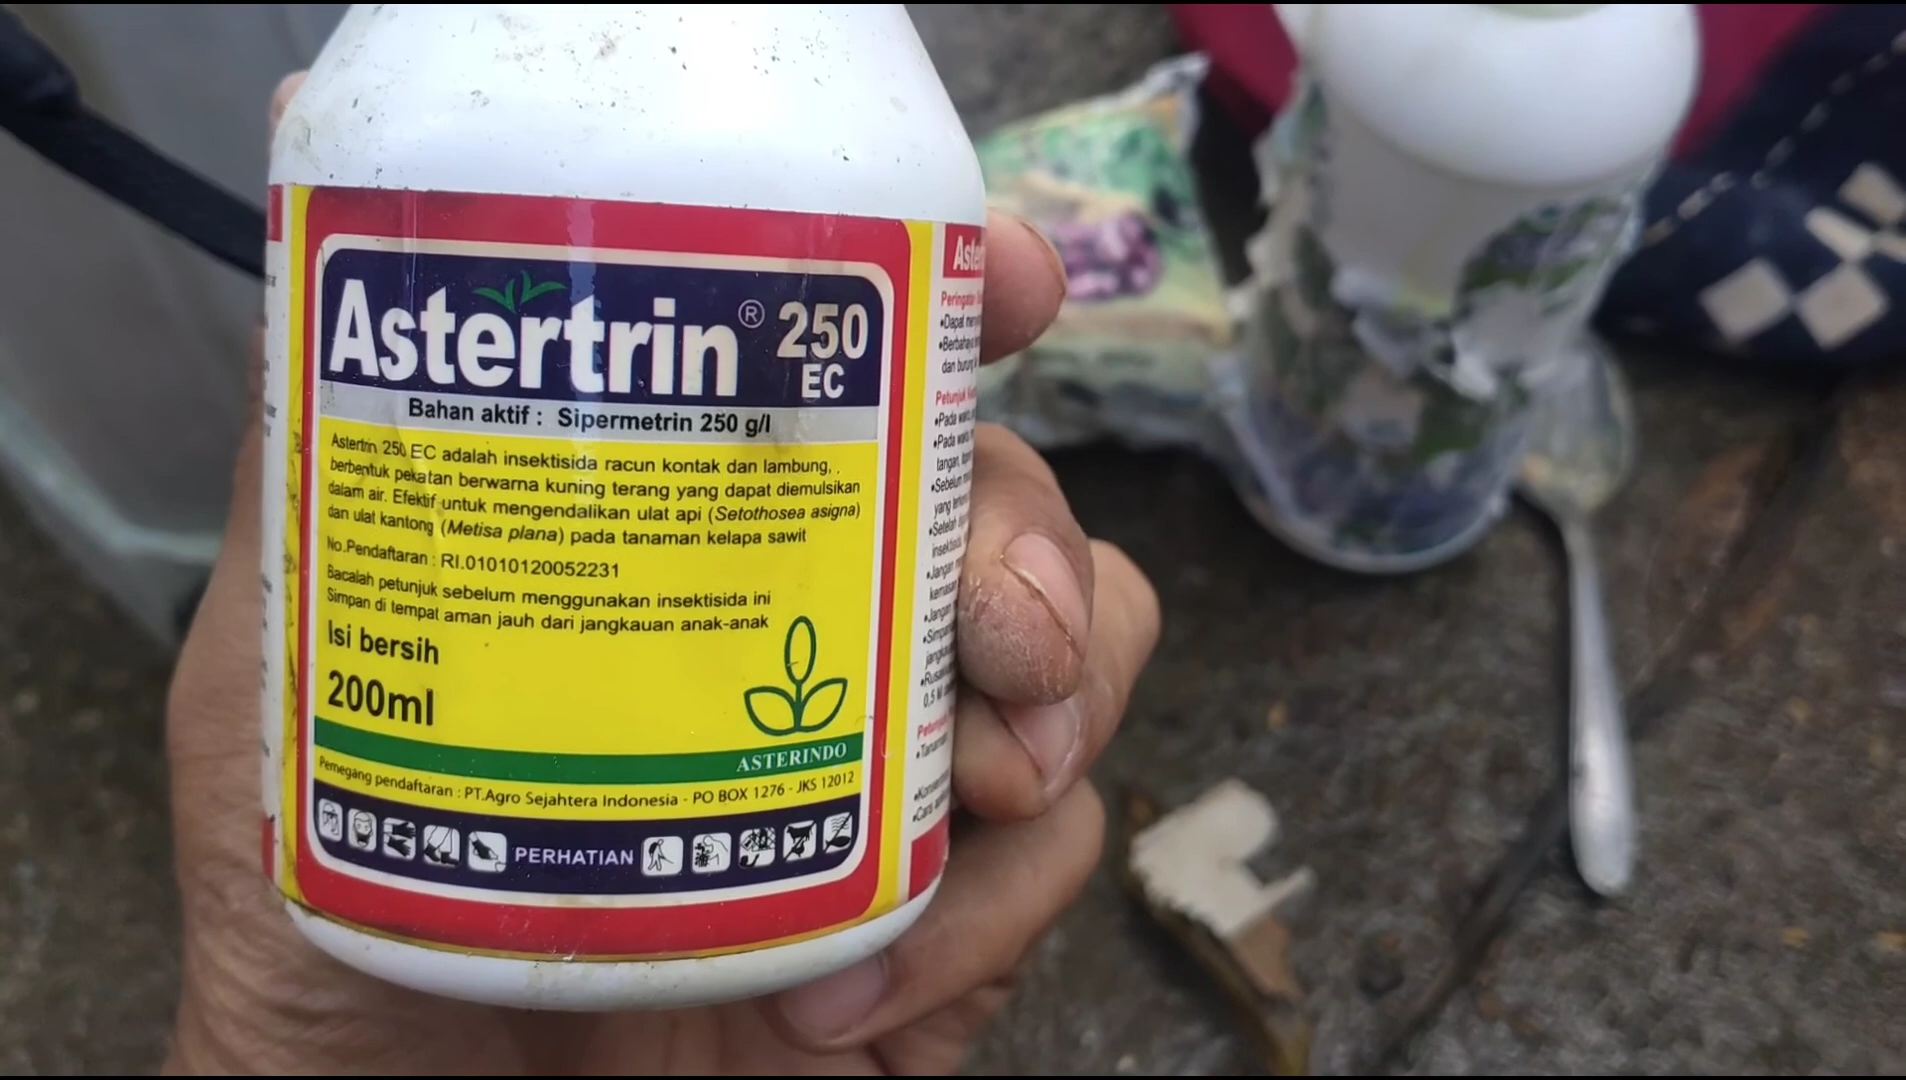 Astertrin® 250
EC
Bahan aktif : Sipermetrin 250 g/l
Astertrin 250 EC adalah insektisida racun kontak dan lambung,
berbentuk pekatan berwarna kuning terang yang dapat diemulsikan
dalam air. Efektif untuk mengendalikan ulat api (Setothosea asigna)
dan ulat kantong (Metisa plana) pada tanaman kelapa sawit
No.Pendaftaran : RI.01010120052231
Bacalah petunjuk sebelum menggunakan insektisida ini
Simpan di tempat aman jauh dari jangkauan anak-anak
Isi bersih
200ml
ASTERINDO
Pemegang pendaftaran : PT.Agro Sejahtera Indonesia - PO BOX 1276 - JKS 12012
PERHATIAN
•Pada
•Pada
dan burung